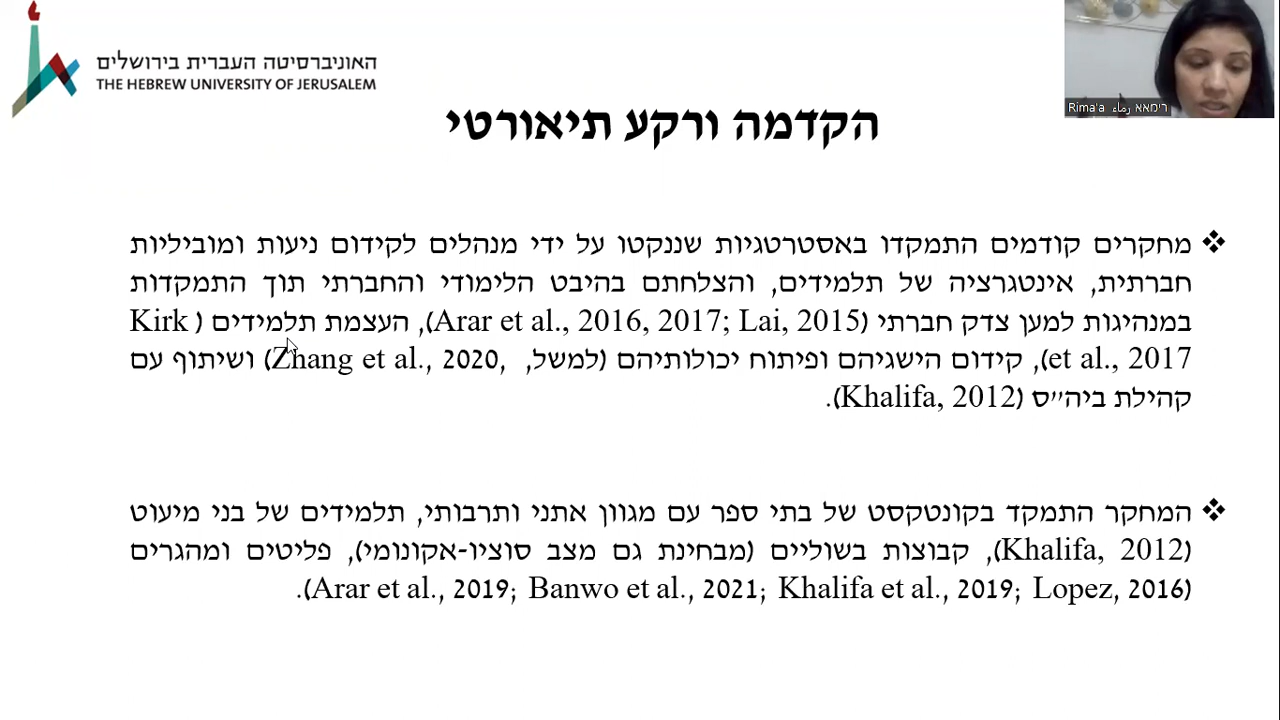 האוניברסיטה העברית בירושלים
THE HEBREW UNIVERSITY OF JERUSALEM
Rima'a رماء רימאא
הקדמה ורקע תיאורטי
❖ מחקרים קודמים התמקדו באסטרטגיות שננקטו על ידי מנהלים לקידום ניעות ומוביליות
חברתית, אינטגרציה של תלמידים, והצלחתם בהיבט הלימודי והחברתי תוך התמקדות
במנהיגות למען צדק חברתי (Arar et al., 2016, 2017; Lai, 2015), העצמת תלמידים ( Kirk
et al., 2017), קידום הישגיהם ופיתוח יכולותיהם (למשל, Zhang et al., 2020,) ושיתוף עם
קהילת ביה״ס (Khalifa, 2012).
❖ המחקר התמקד בקונטקסט של בתי ספר עם מגוון אתני ותרבותי, תלמידים של בני מיעוט
(Khalifa, 2012), קבוצות בשוליים (מבחינת גם מצב סוציו-אקונומי), פליטים ומהגרים
(Arar et al., 2019; Banwo et al., 2021; Khalifa et al., 2019; Lopez, 2016).